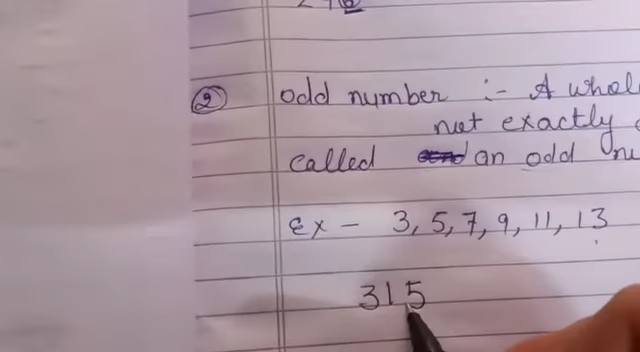 ② odd number :- A whol
not exactly
called an odd nu
Ex - 3, 5, 7, 9, 11, 13
315